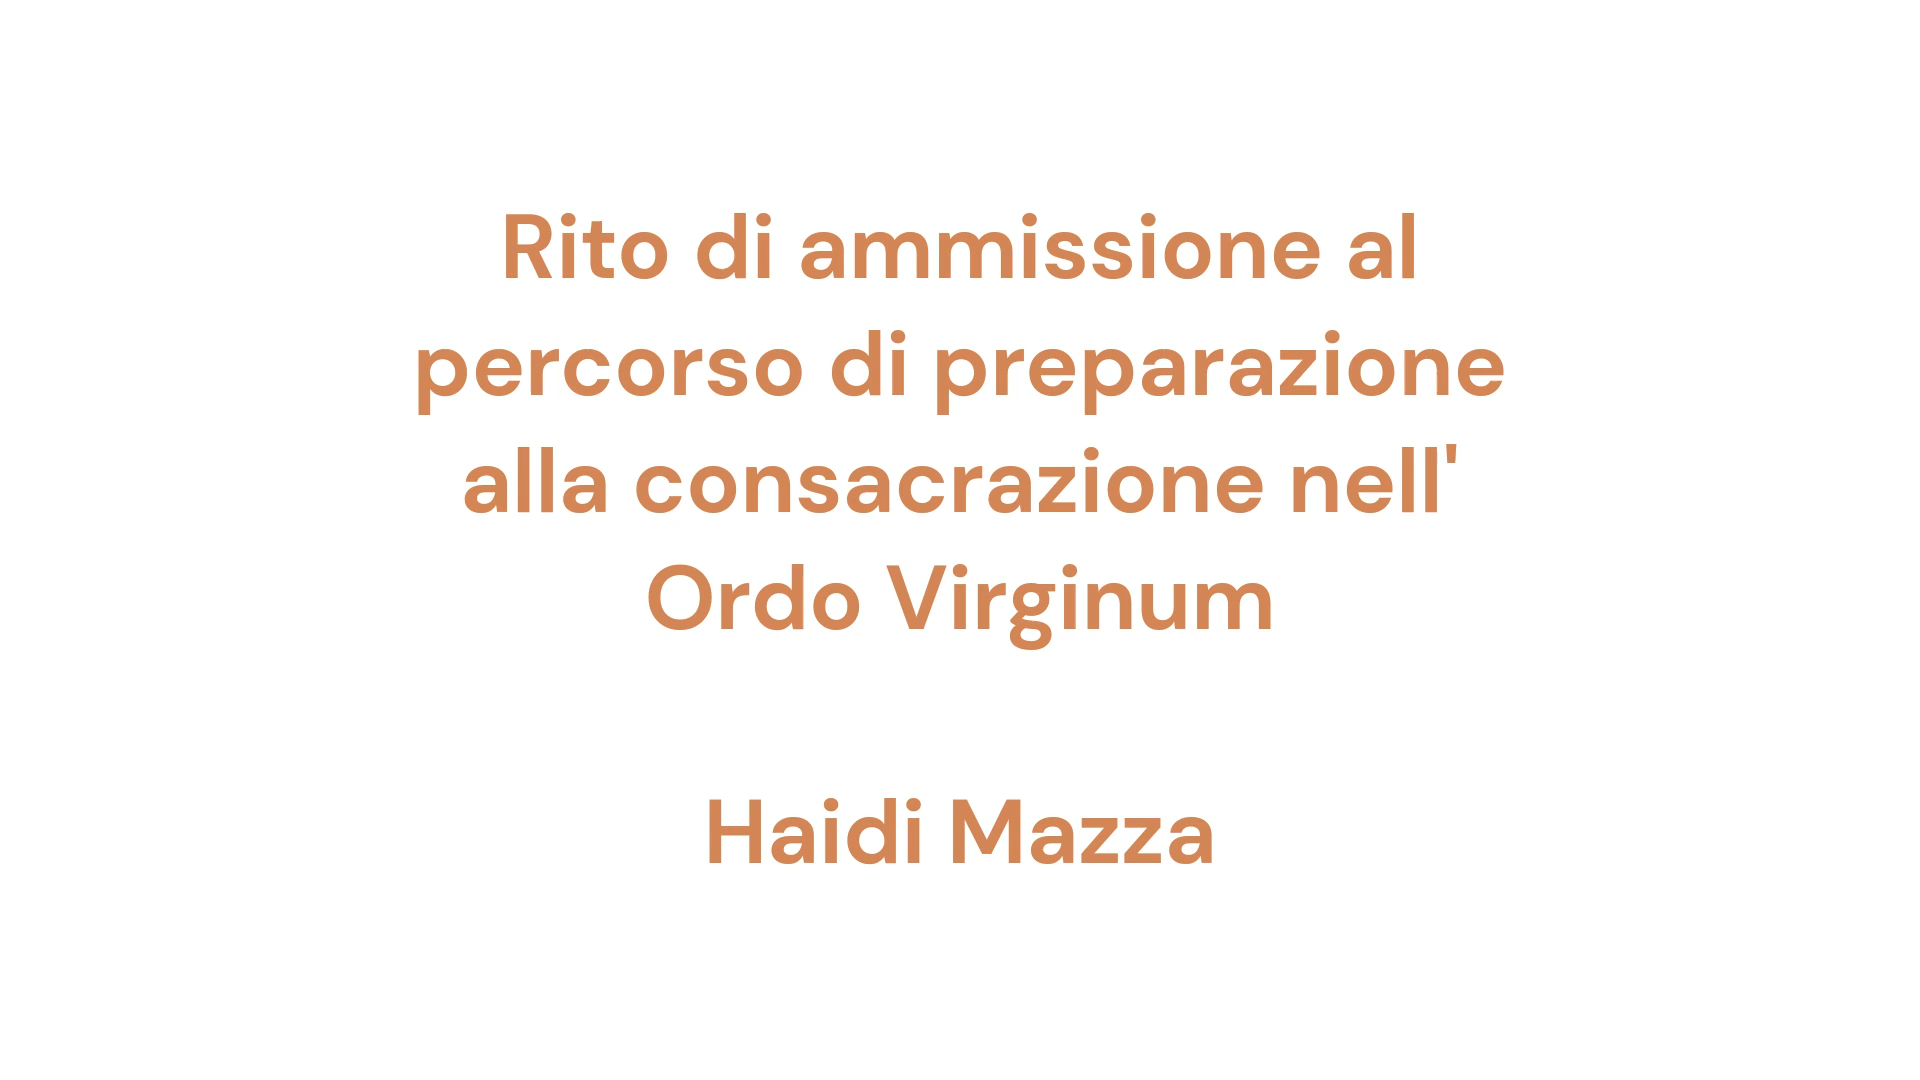 Rito di ammissione al
percorso di preparazione
alla consacrazione nell'
Ordo Virginum
Haidi Mazza